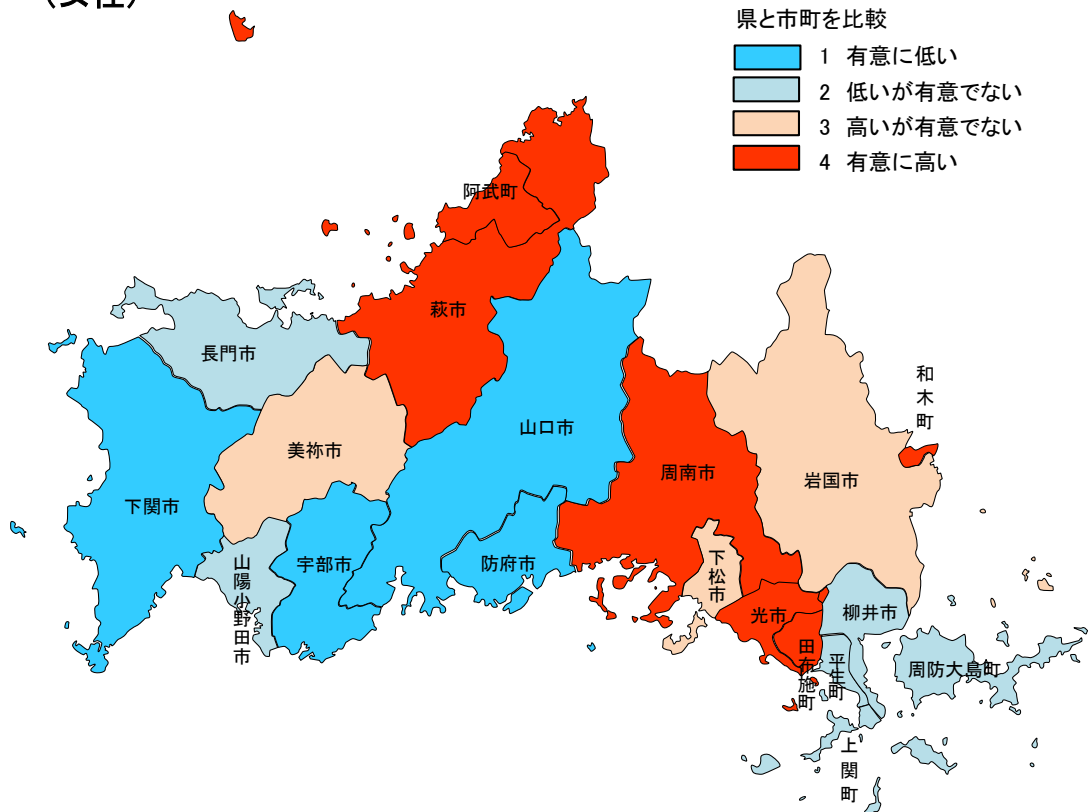 (女性)
県と市町を比較
1 有意に低い
2 低いが有意でない
3 高いが有意でない
4 有意に高い
阿武町
萩市
長門市
和木町
山口市
美祢市
周南市
岩国市
下関市
宇部市
防府市
山陽小野田市
下松市
光市
柳井市
田布施町
平生町
周防大島町
上関町